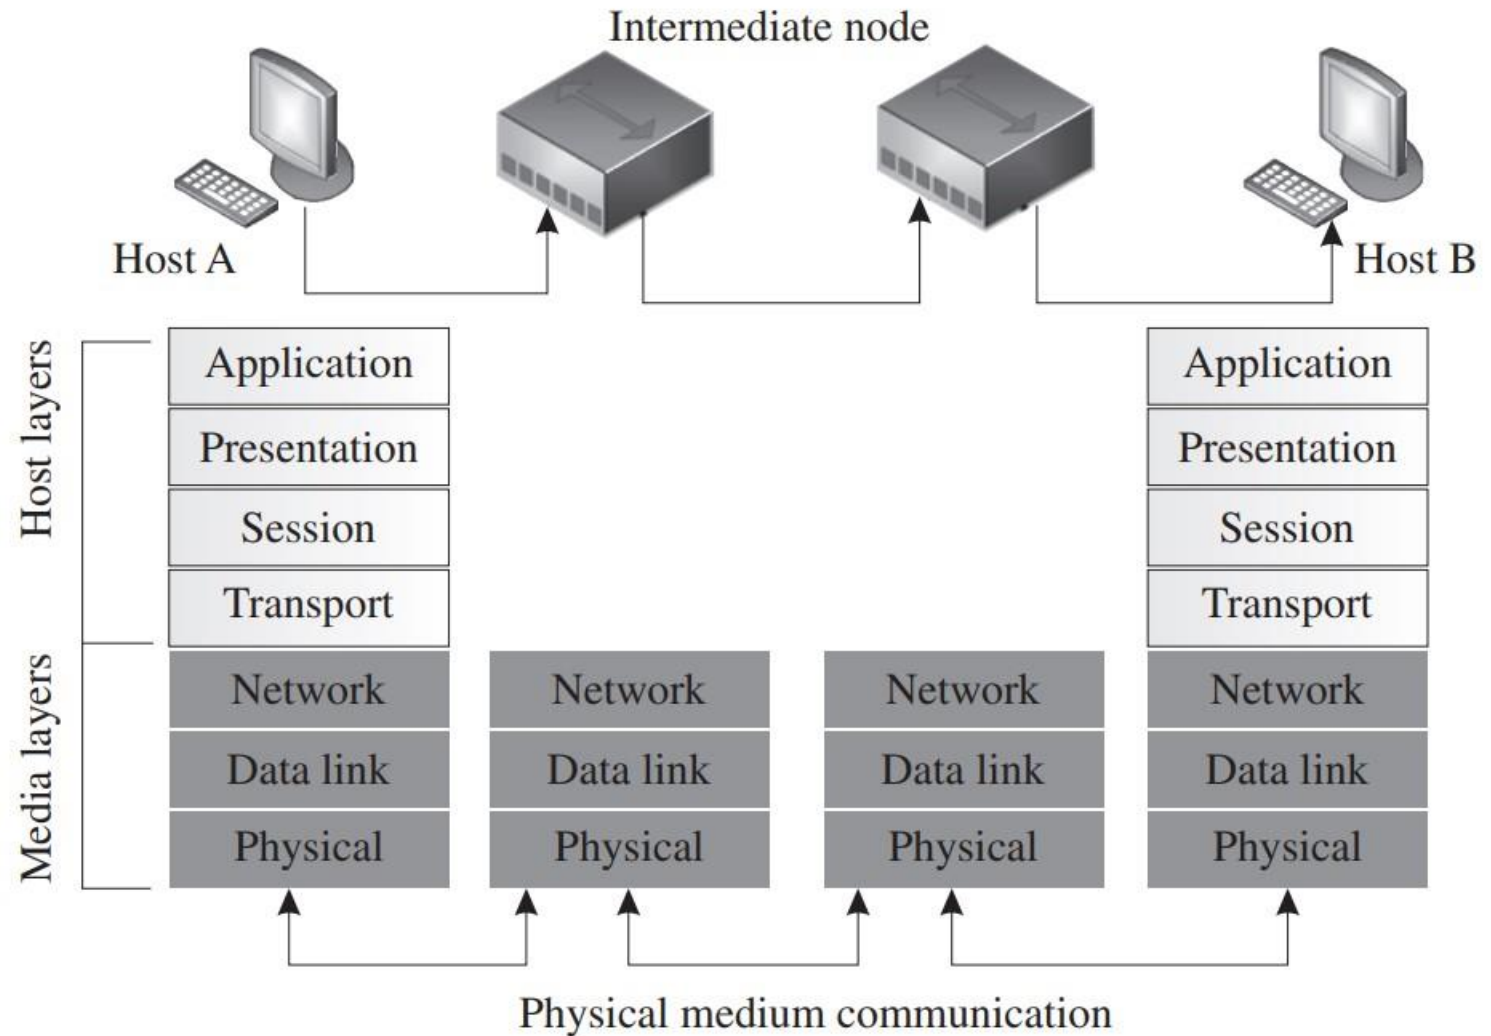 Intermediate node
Host A
Host B
Host layers
Application
Application
Presentation
Presentation
Session
Session
Transport
Transport
Media layers
Network
Network
Network
Network
Data link
Data link
Data link
Data link
Physical
Physical
Physical
Physical
Physical medium communication